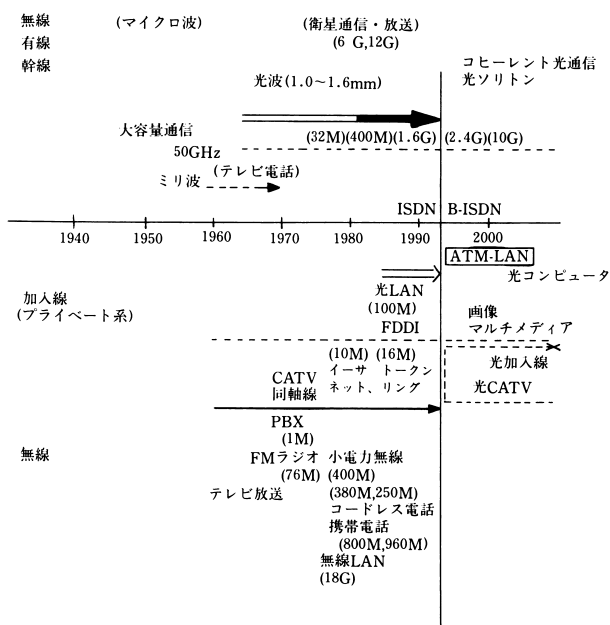 無線 (マイクロ波) (衛星通信・放送)
有線 (6 G,12G)
幹線
コヒーレント光通信
光ソリトン
光波(1.0〜1.6mm)
大容量通信
(32M)(400M)(1.6G) (2.4G)(10G)
50GHz
(テレビ電話)
ミリ波
ISDN B-ISDN
1940 1950 1960 1970 1980 1990 2000
ATM-LAN
光コンピュータ
光LAN
(100M)
FDDI
加入線
(プライベート系)
画像
マルチメディア
(10M) (16M)
イーサ トークン
ネット、リング
CATV
同軸線
光加入線
光CATV
PBX
(1M)
無線
FMラジオ 小電力無線
(76M) (400M)
テレビ放送 (380M,250M)
コードレス電話
携帯電話
(800M,960M)
無線LAN
(18G)